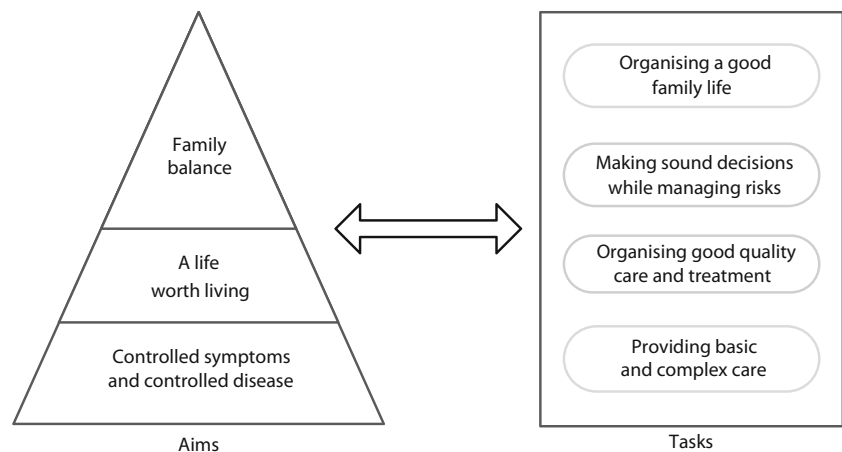 Family
balance
A life
worth living
Controlled symptoms
and controlled disease
Aims
Organising a good
family life
Making sound decisions
while managing risks
Organising good quality
care and treatment
Providing basic
and complex care
Tasks